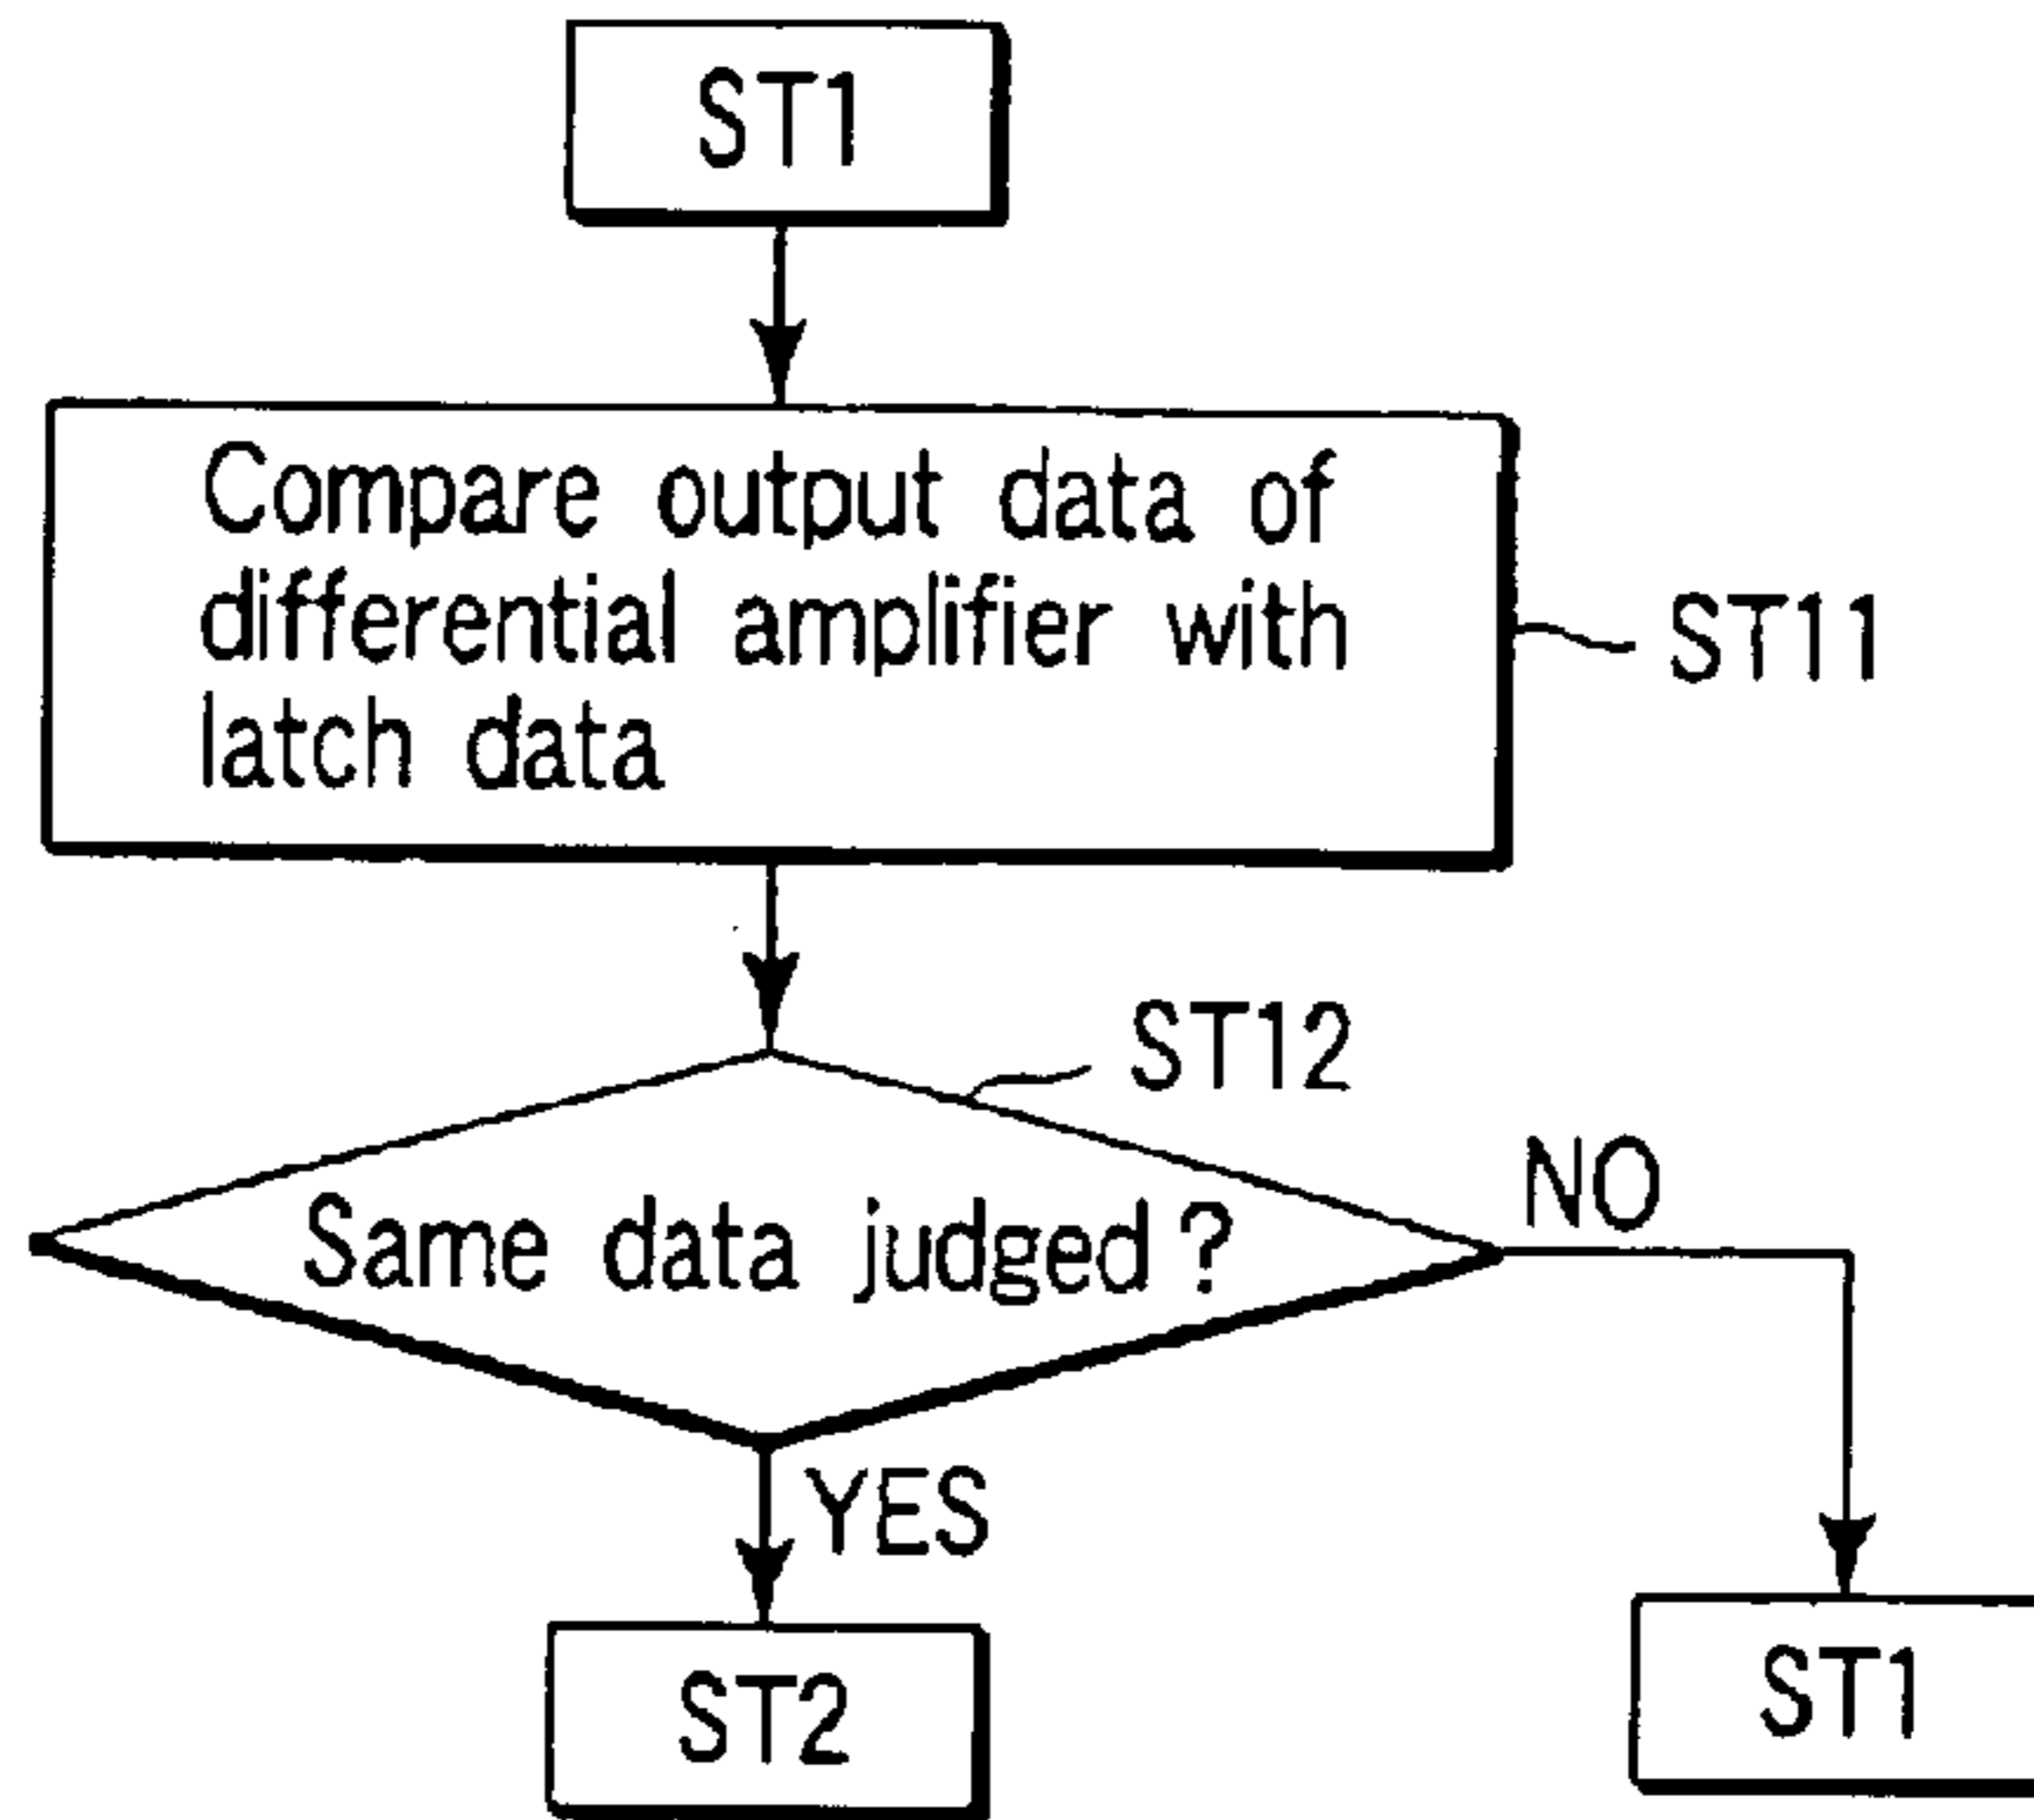 ST1
Compare output data of
differential amplifier with
latch data
ST11
ST12
Same data judged ?
NO
YES
ST2
ST1